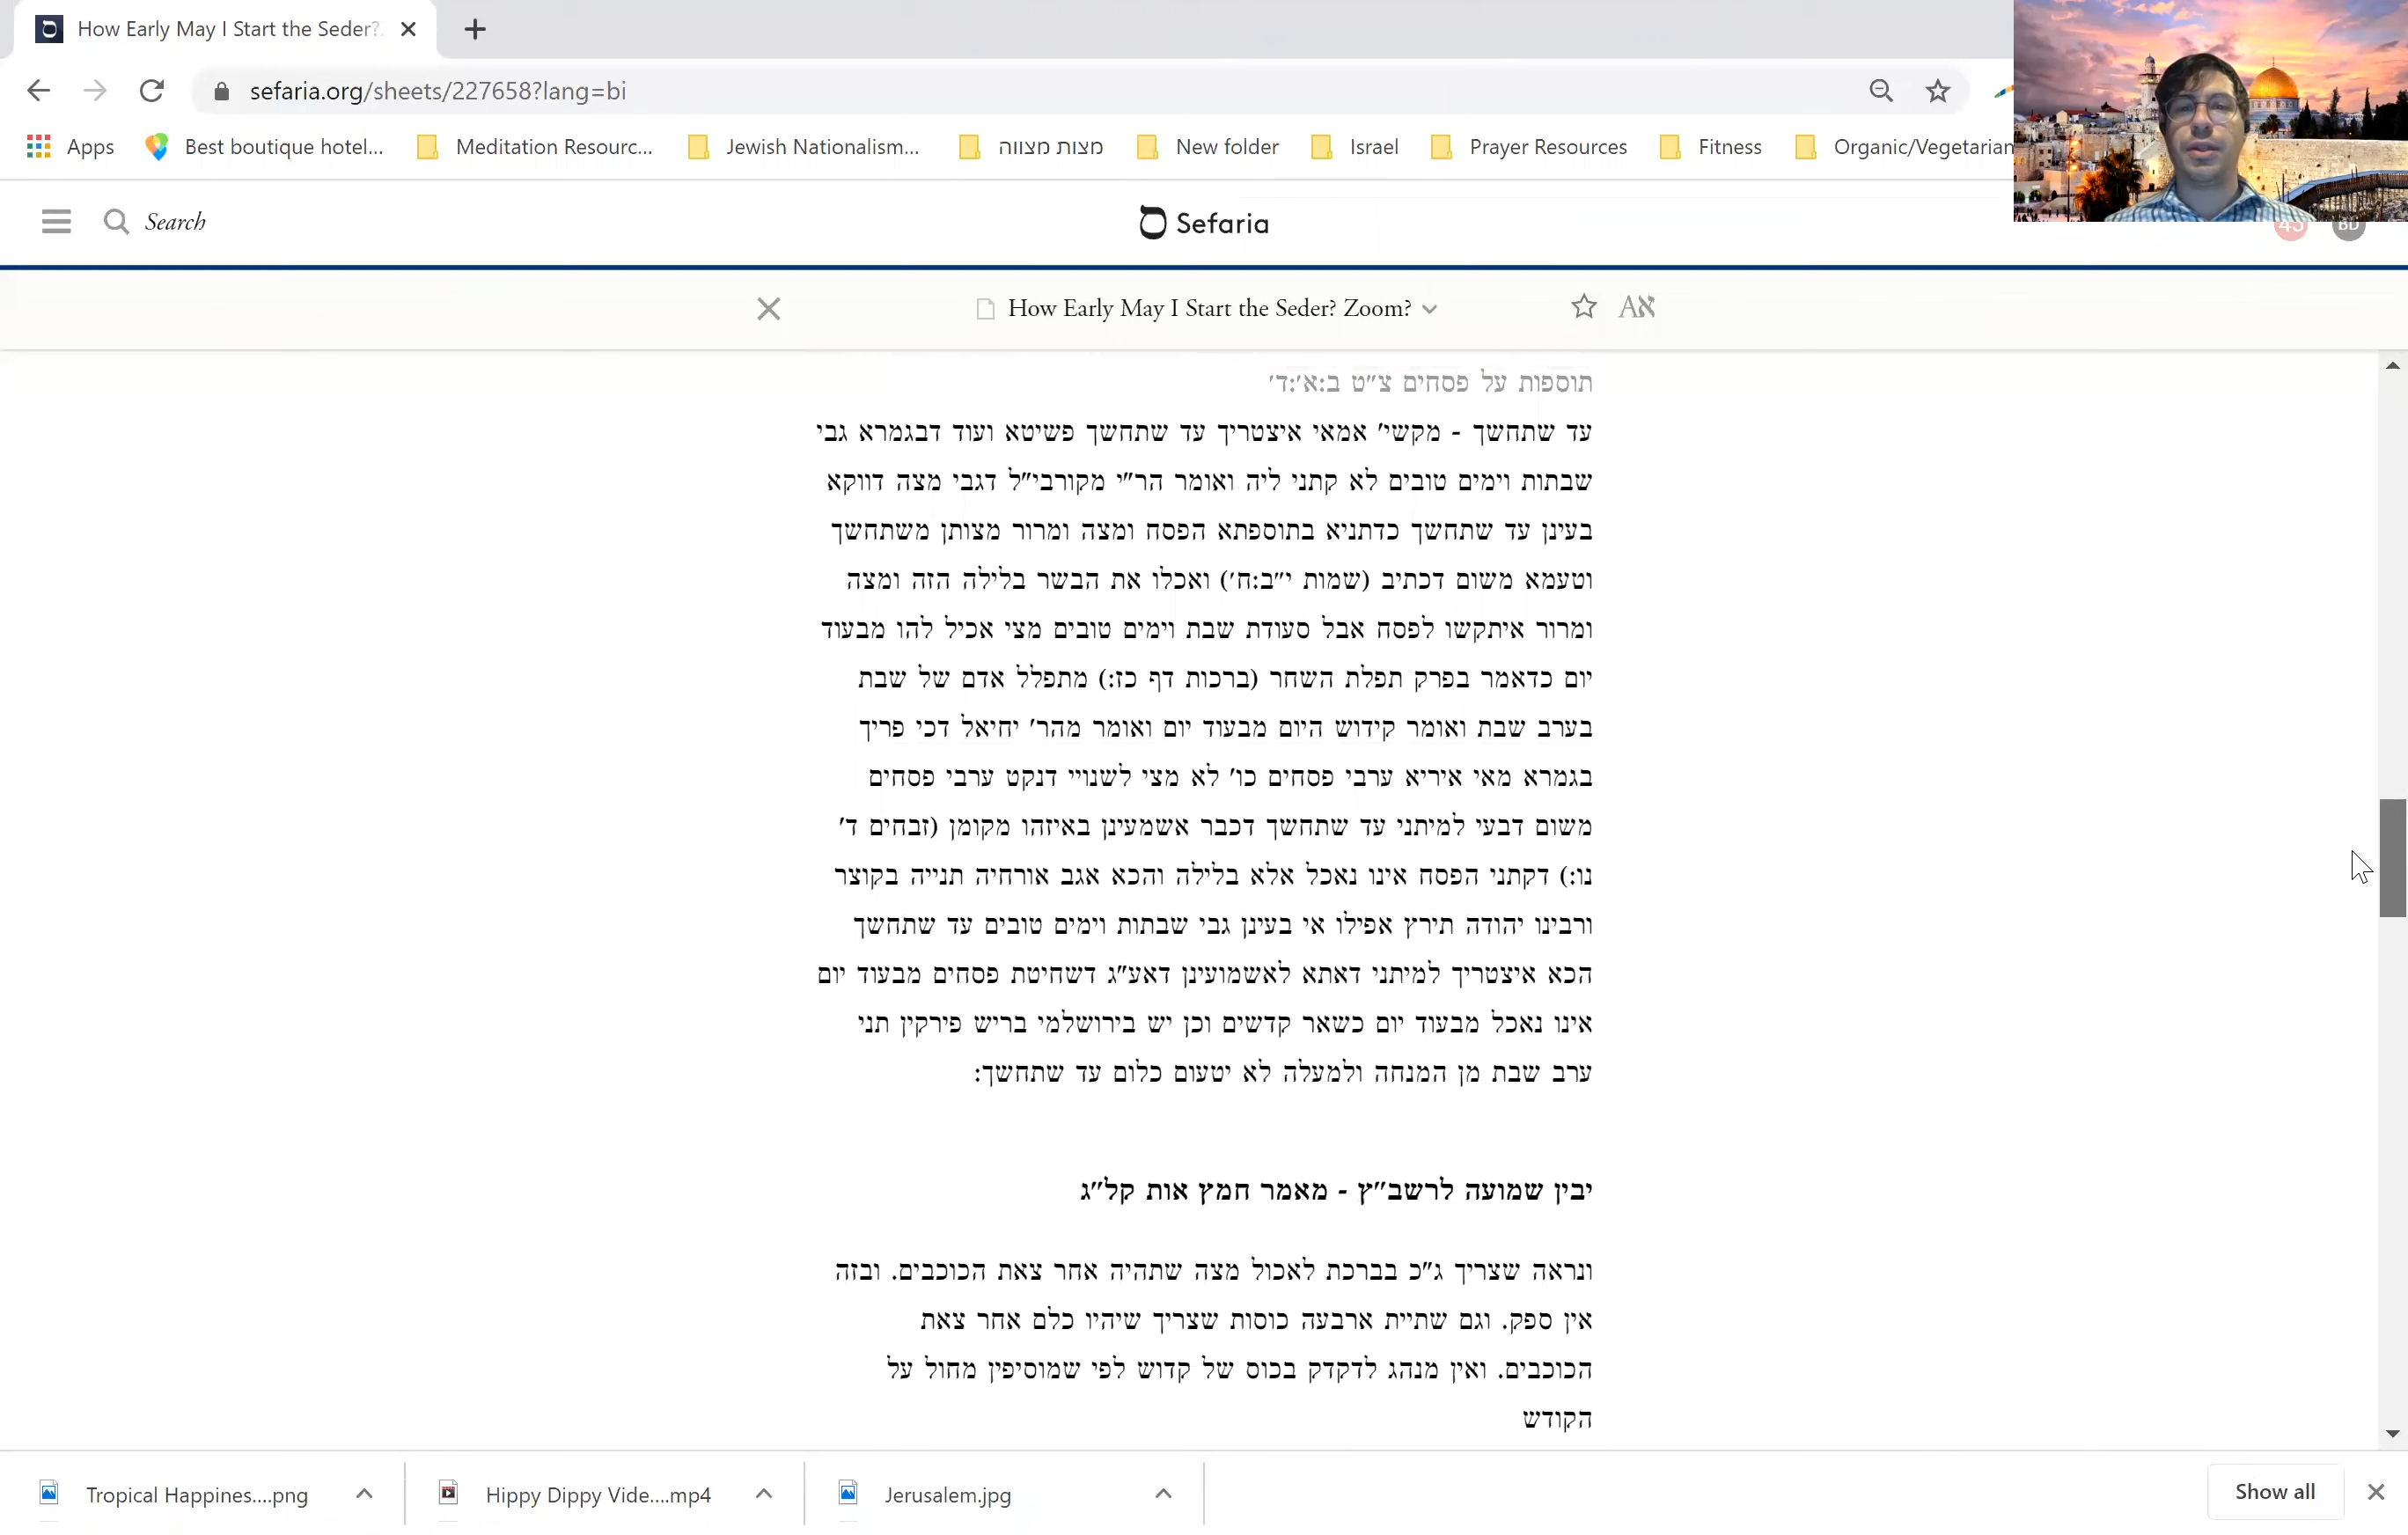 How Early May I Start the Seder?
sefaria.org/sheets/227658?lang=bi
Apps
Best boutique hotel...
Meditation Resourc...
Jewish Nationalism...
מצות מצווה
New folder
Israel
Prayer Resources
Fitness
Organic/Vegetarian
Search
Sefaria
45
BD
How Early May I Start the Seder? Zoom?
Aא
תוספות על פסחים צ״ט ב:א׳:ד׳
עד שתחשך - מקשי' אמאי איצטריך עד שתחשך פשיטא ועוד דבגמרא גבי
שבתות וימים טובים לא קתני ליה ואומר הר"י מקורבי"ל דגבי מצה דווקא
בעינן עד שתחשך כדתניא בתוספתא הפסח ומצה ומרור מצותן משתחשך
וטעמא משום דכתיב (שמות י״ב:ח׳) ואכלו את הבשר בלילה הזה ומצה
ומרור איתקשו לפסח אבל סעודת שבת וימים טובים מצי אכיל להו מבעוד
יום כדאמר בפרק תפלת השחר (ברכות דף כז:) מתפלל אדם של שבת
בערב שבת ואומר קידוש היום מבעוד יום ואומר מהר' יחיאל דכי פריך
בגמרא מאי איריא ערבי פסחים כו' לא מצי לשנויי דנקט ערבי פסחים
משום דבעי למיתני עד שתחשך דכבר אשמעינן באיזהו מקומן (זבחים ד'
נו:) דקתני הפסח אינו נאכל אלא בלילה והכא אגב אורחיה תנייה בקוצר
ורבינו יהודה תירץ אפילו אי בעינן גבי שבתות וימים טובים עד שתחשך
הכא איצטריך למיתני דאתא לאשמועינן דאע"ג דשחיטת פסחים מבעוד יום
אינו נאכל מבעוד יום כשאר קדשים וכן יש בירושלמי בריש פירקין תני
ערב שבת מן המנחה ולמעלה לא יטעום כלום עד שתחשך:
יבין שמועה לרשב"ץ - מאמר חמץ אות קל"ג
ונראה שצריך ג"כ בברכת לאכול מצה שתהיה אחר צאת הכוכבים. ובזה
אין ספק. וגם שתיית ארבעה כוסות שצריך שיהיו כלם אחר צאת
הכוכבים. ואין מנהג לדקדק בכוס של קדוש לפי שמוסיפין מחול על
הקודש
Tropical Happines....png
Hippy Dippy Vide....mp4
Jerusalem.jpg
Show all